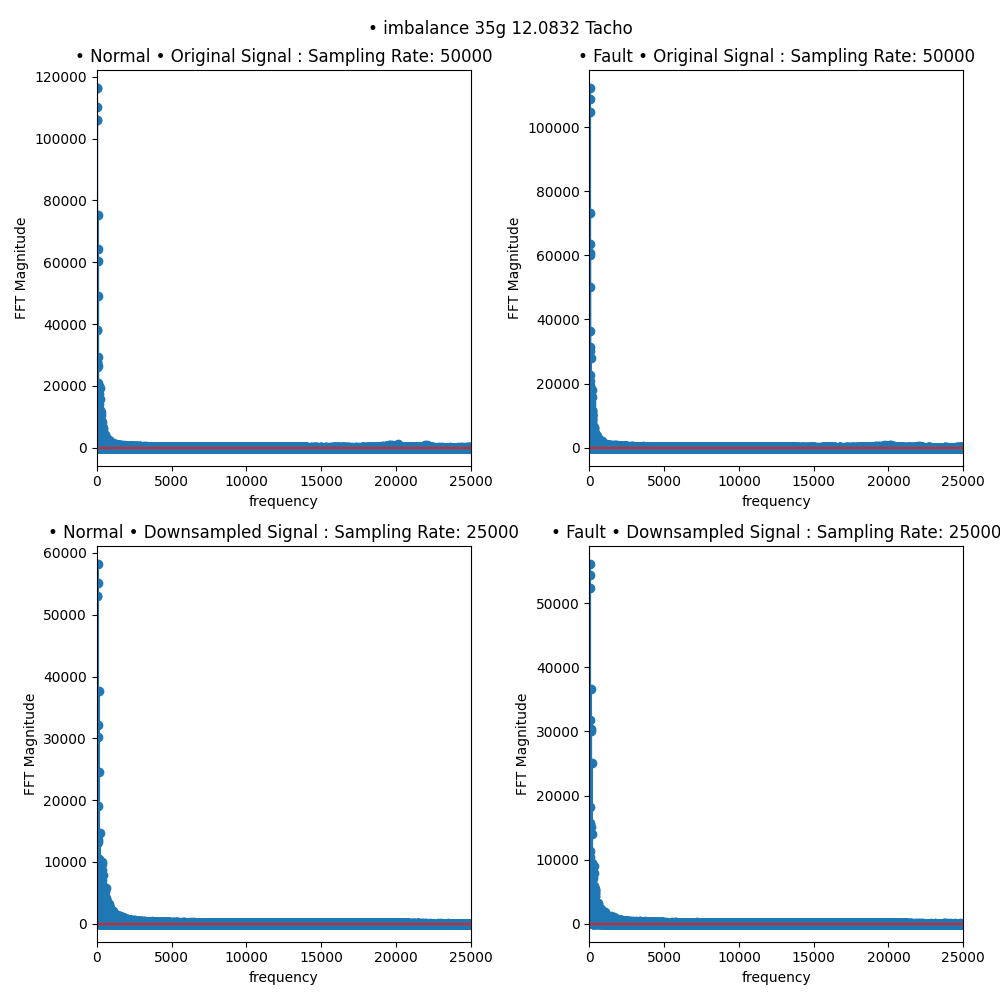 • imbalance 35g 12.0832 Tacho
• Normal • Original Signal : Sampling Rate: 50000
120000
100000
80000
60000
40000
20000
0
FFT Magnitude
0 5000 10000 15000 20000 25000
frequency
• Fault • Original Signal : Sampling Rate: 50000
100000
80000
60000
40000
20000
0
FFT Magnitude
0 5000 10000 15000 20000 25000
frequency
• Normal • Downsampled Signal : Sampling Rate: 25000
60000
50000
40000
30000
20000
10000
0
FFT Magnitude
0 5000 10000 15000 20000 25000
frequency
• Fault • Downsampled Signal : Sampling Rate: 25000
50000
40000
30000
20000
10000
0
FFT Magnitude
0 5000 10000 15000 20000 25000
frequency